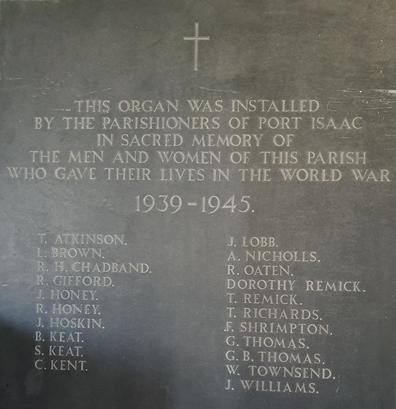 THIS ORGAN WAS INSTALLED
BY THE PARISHIONERS OF PORT ISAAC
IN SACRED MEMORY OF
THE MEN AND WOMEN OF THIS PARISH
WHO GAVE THEIR LIVES IN THE WORLD WAR
1939-1945.
T. ATKINSON.
L. BROWN.
R. H. CHADBAND.
R. GIFFORD.
J. HONEY.
R. HONEY.
J. HOSKIN.
B. KEAT.
S. KEAT.
C. KENT.
J. LOBB.
A. NICHOLLS.
R. OATEN.
DOROTHY REMICK.
T. REMICK.
T. RICHARDS.
F. SHRIMPTON.
G. THOMAS.
G. B. THOMAS.
W. TOWNSEND.
J. WILLIAMS.